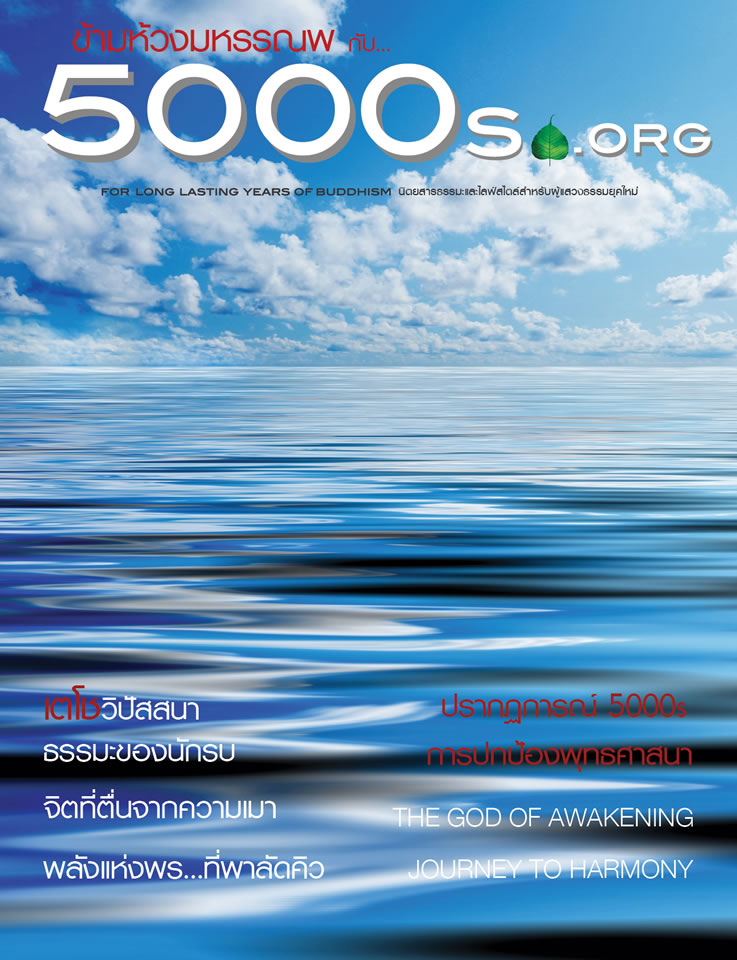 ข้ามห้วงมหรรณพ กับ...
5000s.ORG
FOR LONG LASTING YEARS OF BUDDHISM นิตยสารธรรมะและไลฟ์สไตล์สำหรับผู้แสวงธรรมยุคใหม่
เตโชวิปัสสนา
ธรรมะของนักรบ
จิตที่ตื่นจากความเมา
พลังแห่งพร...ที่พาลัดคิว
ปรากฏการณ์ 5000s
การปกป้องพุทธศาสนา
THE GOD OF AWAKENING
JOURNEY TO HARMONY